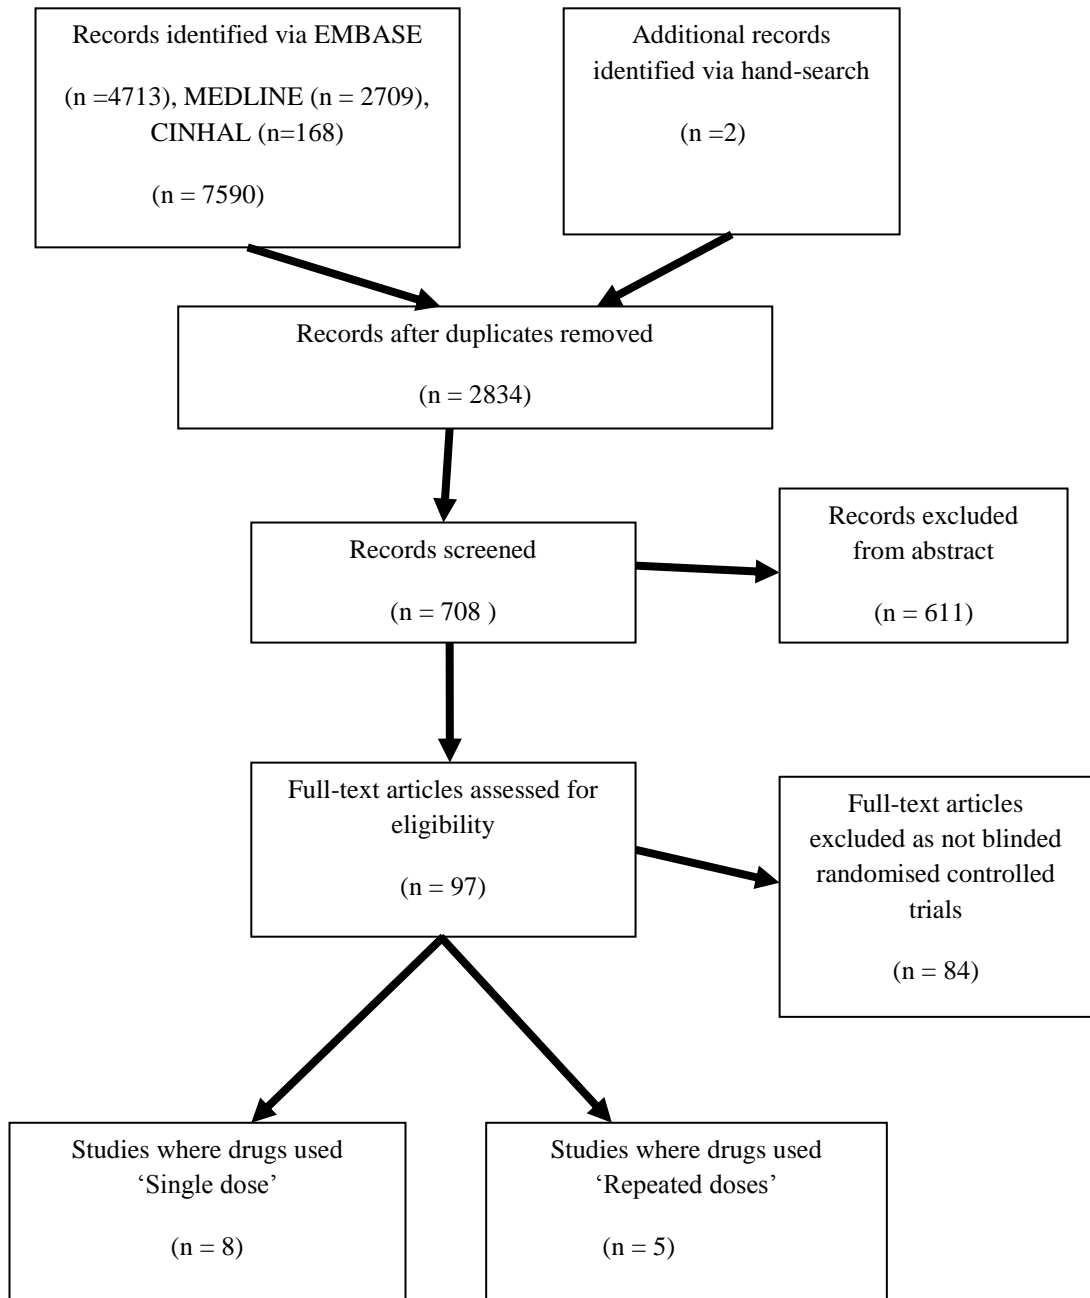 Records identified via EMBASE
(n =4713), MEDLINE (n = 2709),
CINHAL (n=168)
(n = 7590)
Additional records
identified via hand-search
(n =2)
Records after duplicates removed
(n = 2834)
Records screened
(n = 708 )
Records excluded
from abstract
(n = 611)
Full-text articles assessed for
eligibility
(n = 97)
Full-text articles
excluded as not blinded
randomised controlled
trials
(n = 84)
Studies where drugs used
‘Single dose’
(n = 8)
Studies where drugs used
‘Repeated doses’
(n = 5)